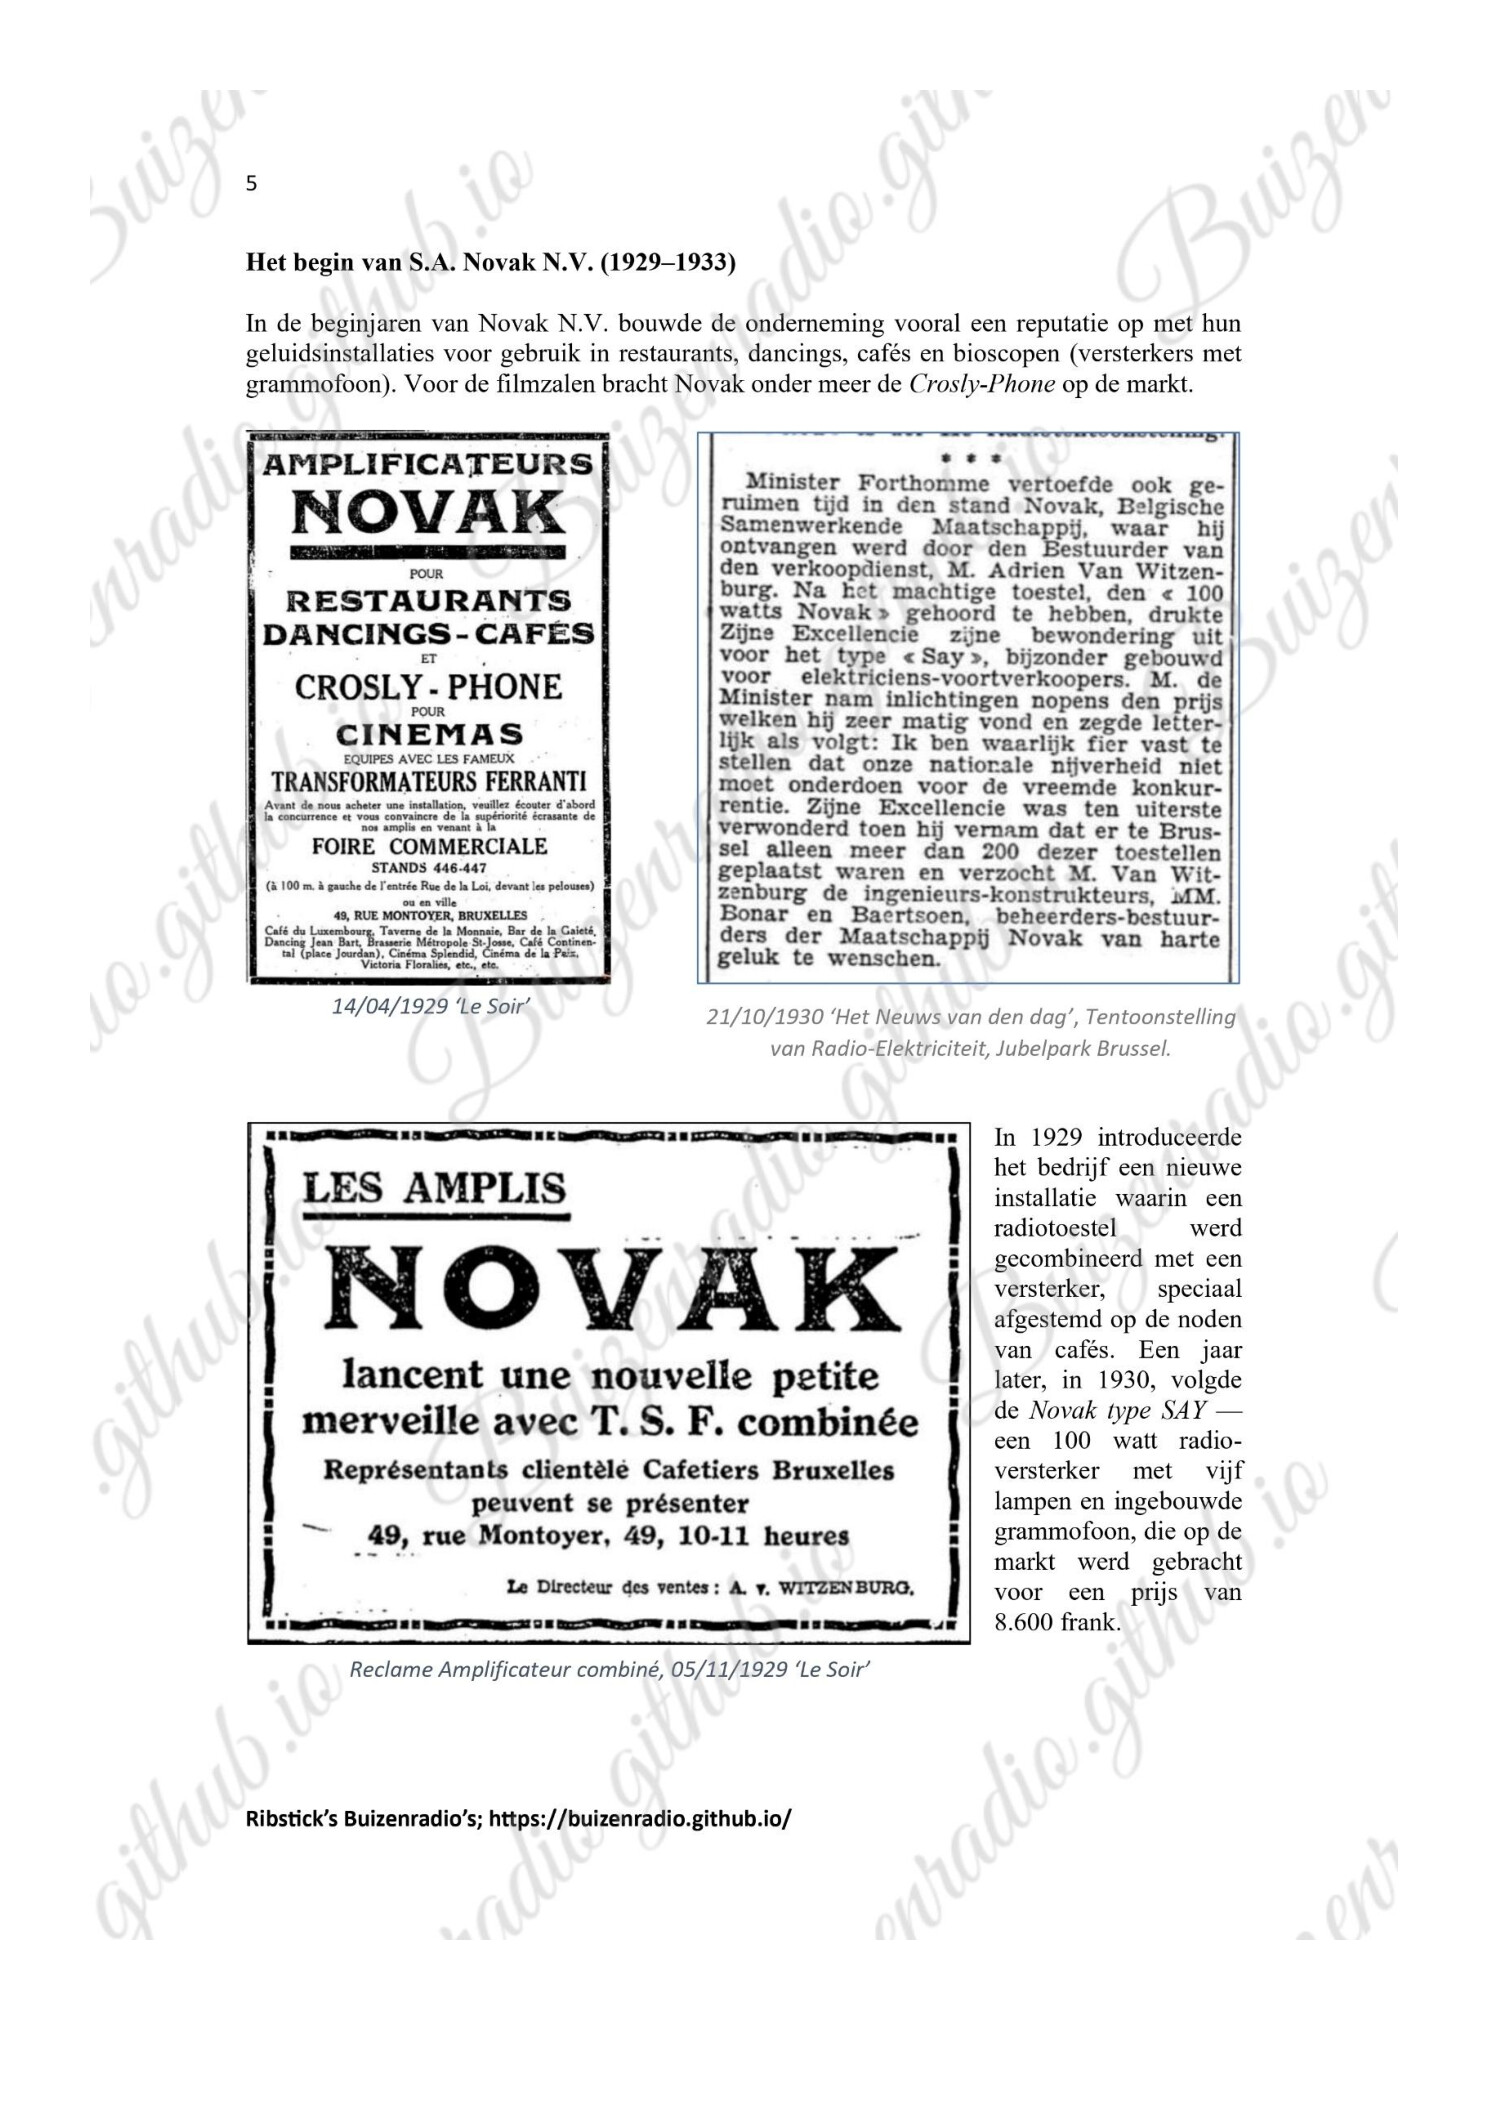 5
Het begin van S.A. Novak N.V. (1929–1933)
In de beginjaren van Novak N.V. bouwde de onderneming vooral een reputatie op met hun
geluidsinstallaties voor gebruik in restaurants, dancings, cafés en bioscopen (versterkers met
grammofoon). Voor de filmzalen bracht Novak onder meer de Crosly-Phone op de markt.
AMPLIFICATEURS
NOVAK
POUR
RESTAURANTS
DANCINGS-CAFÉS
ET
CROSLY-PHONE
POUR
CINEMAS
EQUIPES AVEC LES FAMEUX
TRANSFORMATEURS FERRANTI
Avant de nous acheter une installation, veuillez écouter d'abord
la concurrence et vous convaincre de la supériorité écrasante de
nos amplis en venant à la
FOIRE COMMERCIALE
STANDS 446-447
(à 100 m. à gauche de l'entrée Rue de la Loi, devant les pelouses)
ou en ville
49, RUE MONTOYER, BRUXELLES
Café du Luxembourg, Taverne de la Monnaie, Bar de la Gaieté,
Dancing Jean Bart, Brasserie Métropole St-Josse, Café Continen-
tal (place Jourdan), Cinéma Splendid, Cinéma de la Paix,
Victoria Floralies, etc., etc.
14/04/1929 ‘Le Soir’
* * *
Minister Forthomme vertoefde ook ge-
ruimen tijd in den stand Novak, Belgische
Samenwerkende Maatschappij, waar hij
ontvangen werd door den Bestuurder van
den verkoopdienst, M. Adrien Van Witzen-
burg. Na het machtige toestel, den « 100
watts Novak » gehoord te hebben, drukte
Zijne Excellencie zijne bewondering uit
voor het type « Say », bijzonder gebouwd
voor elektriciens-voortverkoopers. M. de
Minister nam inlichtingen nopens den prijs
welken hij zeer matig vond en zegde letter-
lijk als volgt: Ik ben waarlijk fier vast te
stellen dat onze nationale nijverheid niet
moet onderdoen voor de vreemde konkur-
rentie. Zijne Excellencie was ten uiterste
verwonderd toen hij vernam dat er te Brus-
sel alleen meer dan 200 dezer toestellen
geplaatst waren en verzocht M. Van Wit-
zenburg de ingenieurs-konstrukteurs, MM.
Bonar en Baertsoen, beheerders-bestuur-
ders der Maatschappij Novak van harte
geluk te wenschen.
21/10/1930 ‘Het Neuws van den dag’, Tentoonstelling
van Radio-Elektriciteit, Jubelpark Brussel.
LES AMPLIS
NOVAK
lancent une nouvelle petite
merveille avec T. S. F. combinée
Représentants clientèle Cafetiers Bruxelles
peuvent se présenter
49, rue Montoyer, 49, 10-11 heures
Le Directeur des ventes : A. v. WITZENBURG.
Reclame Amplificateur combiné, 05/11/1929 ‘Le Soir’
In 1929 introduceerde
het bedrijf een nieuwe
installatie waarin een
radiotoestel werd
gecombineerd met een
versterker, speciaal
afgestemd op de noden
van cafés. Een jaar
later, in 1930, volgde
de Novak type SAY —
een 100 watt radio-
versterker met vijf
lampen en ingebouwde
grammofoon, die op de
markt werd gebracht
voor een prijs van
8.600 frank.
Ribstick’s Buizenradio’s; https://buizenradio.github.io/